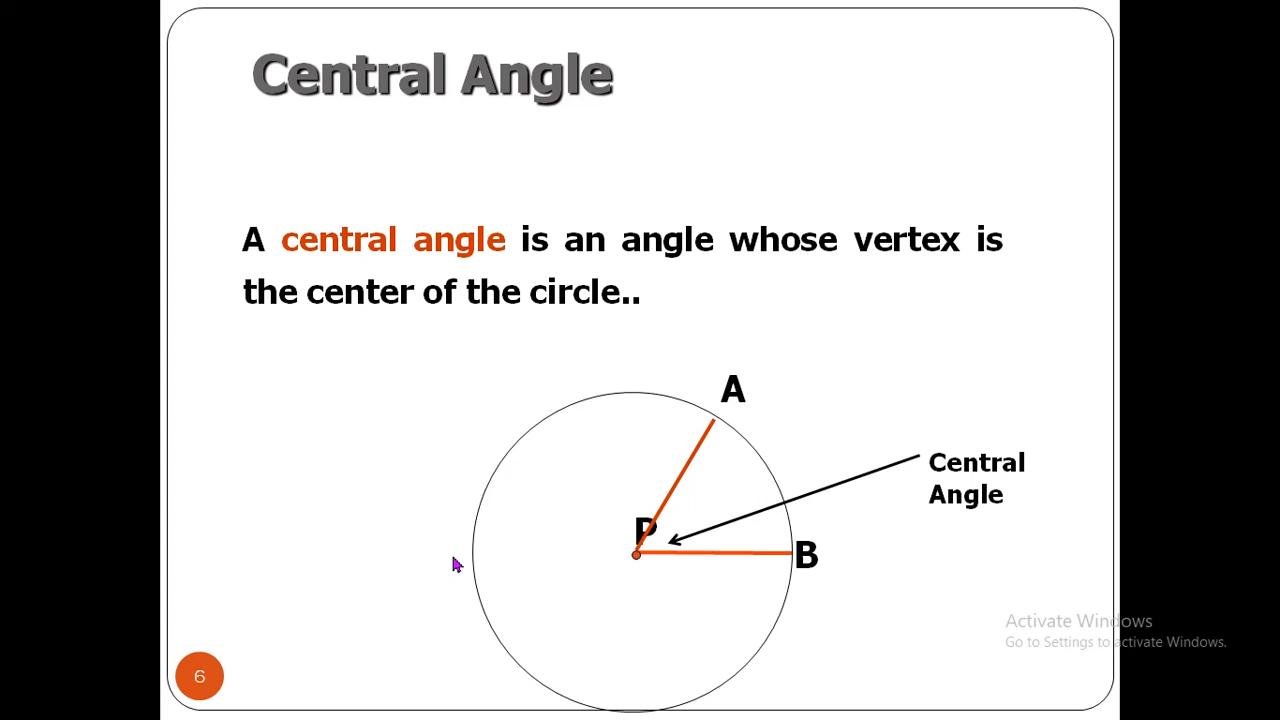 Central Angle
A central angle is an angle whose vertex is
the center of the circle..
A
Central
Angle
P
B
Activate Windows
Go to Settings to activate Windows.
6